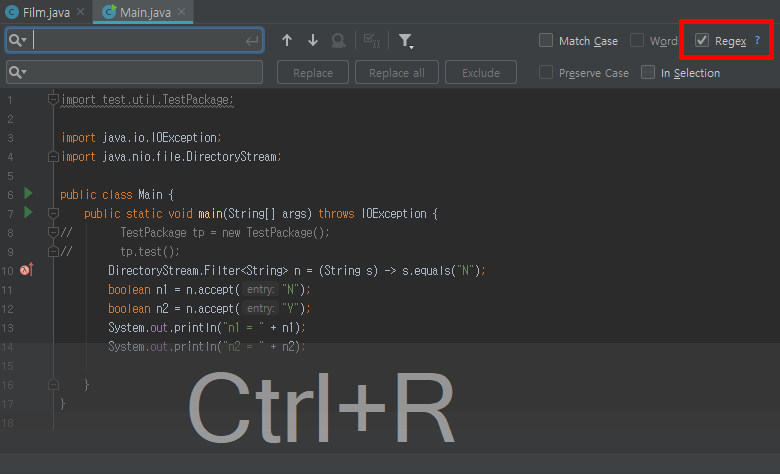 Film.java Main.java
Match Case Words Regex ?
Replace Replace all Exclude Preserve Case In Selection
1 import test.util.TestPackage;
2
3 import java.io.IOException;
4 import java.nio.file.DirectoryStream;
5
6 public class Main {
7 public static void main(String[] args) throws IOException {
8 // TestPackage tp = new TestPackage();
9 // tp.test();
10 DirectoryStream.Filter<String> n = (String s) -> s.equals("N");
11 boolean n1 = n.accept( entry: "N");
12 boolean n2 = n.accept( entry: "Y");
13 System.out.println("n1 = " + n1);
14 System.out.println("n2 = " + n2);
15
16 }
17 }
18
Ctrl+R